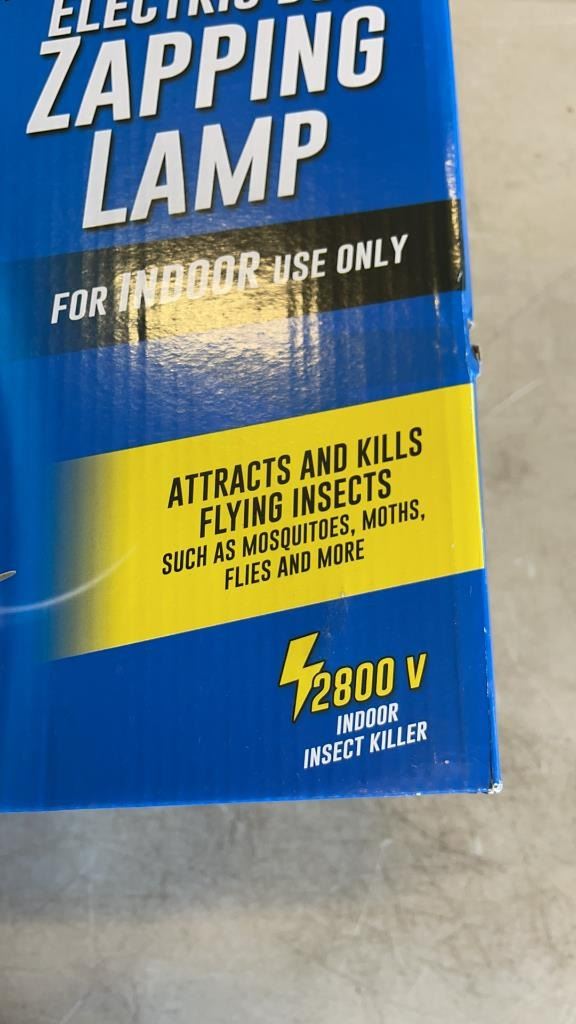 ELECTRIC
ZAPPING
LAMP
FOR INDOOR USE ONLY
ATTRACTS AND KILLS
FLYING INSECTS
SUCH AS MOSQUITOES, MOTHS,
FLIES AND MORE
2800 V
INDOOR
INSECT KILLER